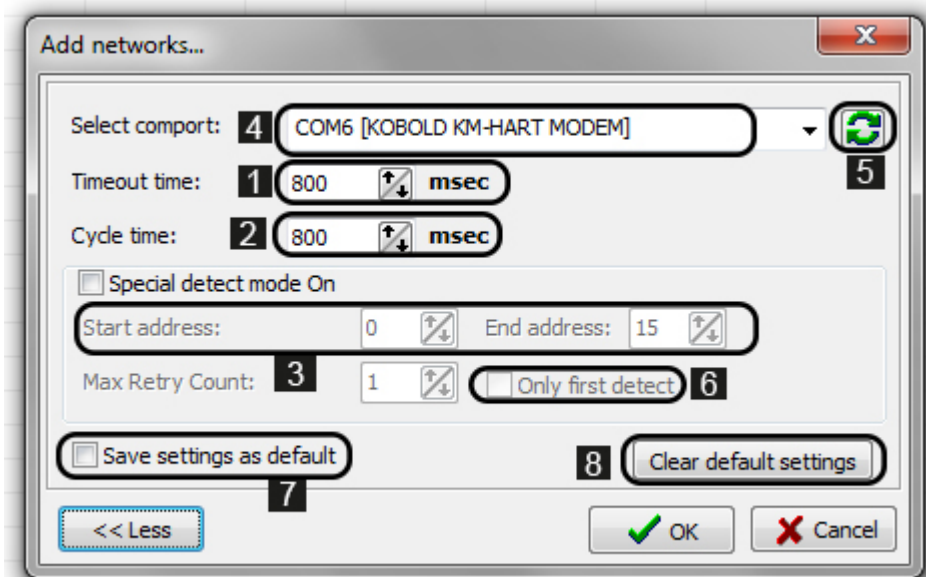 Add networks...
Select comport: 4 COM6 [KOBOLD KM-HART MODEM]
5
Timeout time: 1 800 msec
Cycle time: 2 800 msec
Special detect mode On
Start address: 0 End address: 15
Max Retry Count: 3 1 Only first detect 6
Save settings as default 8 Clear default settings
7
<< Less OK Cancel